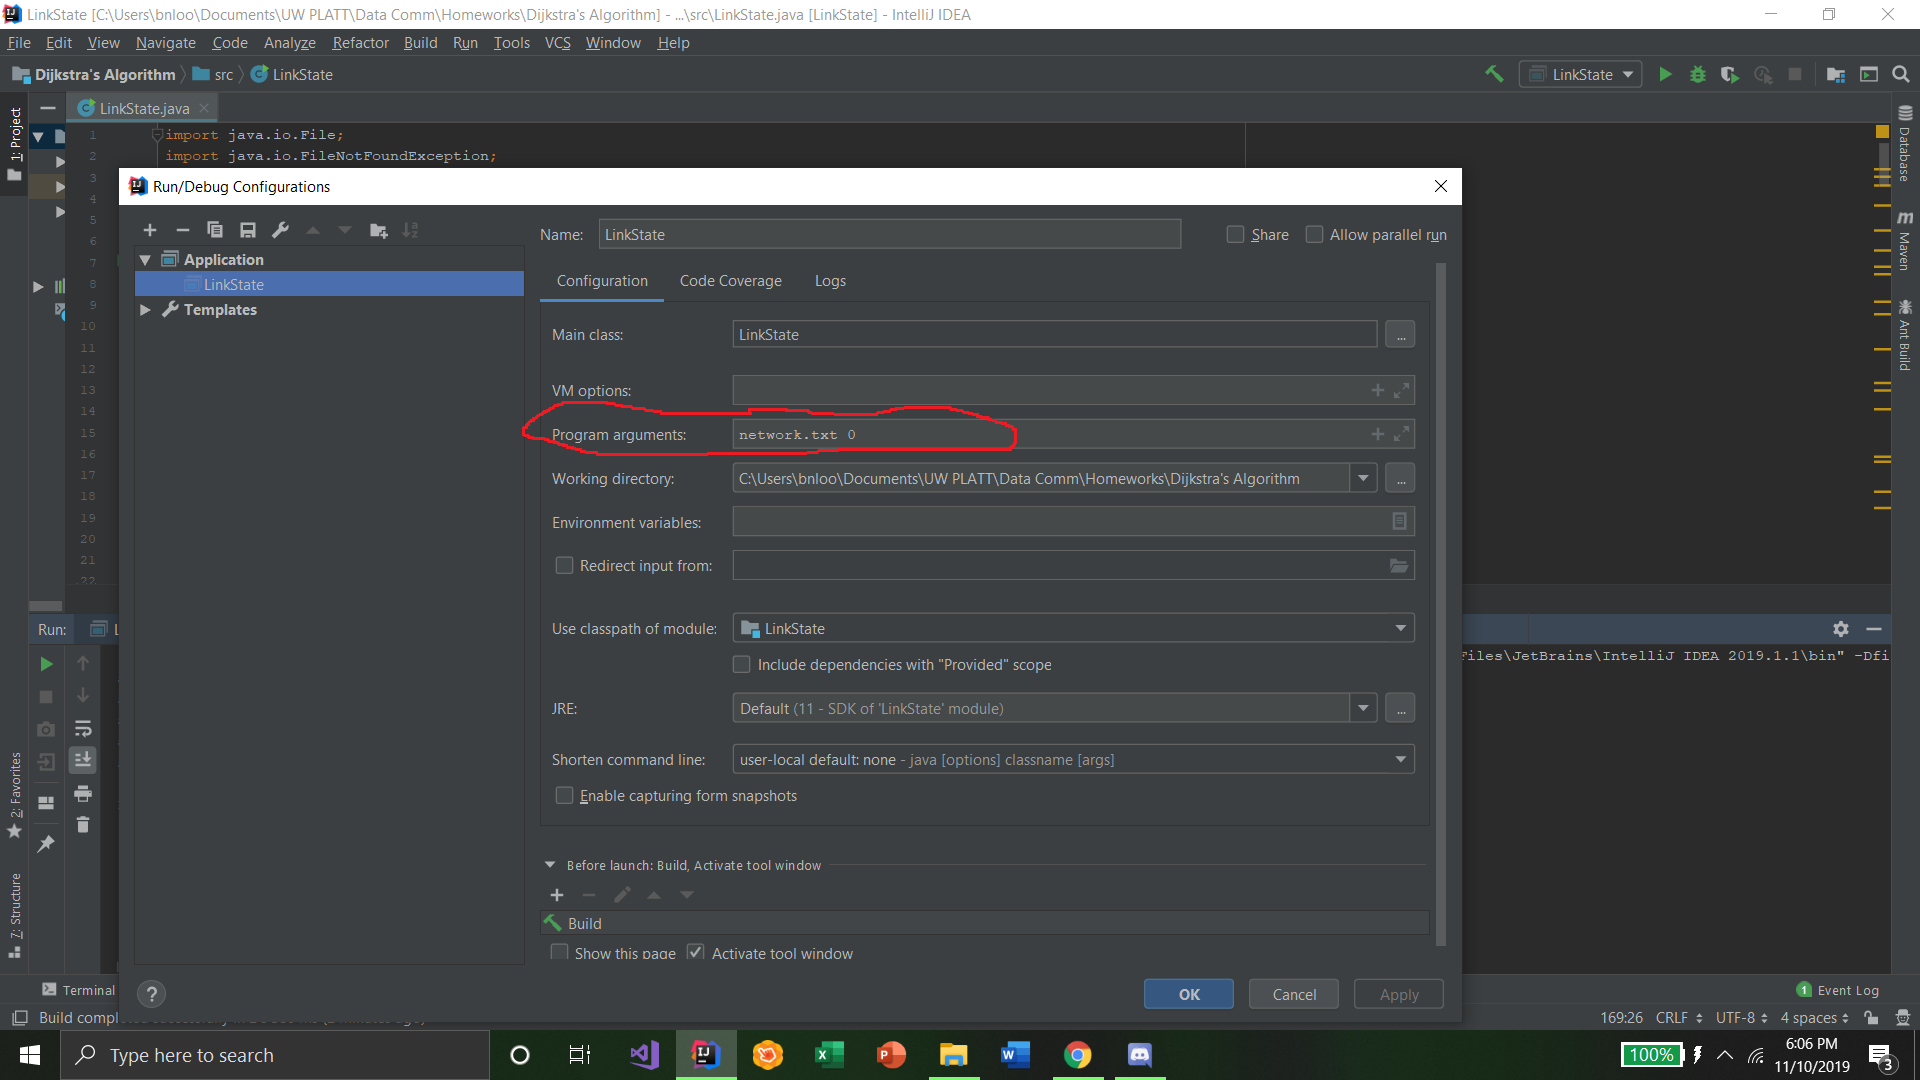 LinkState [C:\Users\bnloo\Documents\UW PLATT\Data Comm\Homeworks\Dijkstra's Algorithm] - ...\src\LinkState.java [LinkState] - IntelliJ IDEA
File Edit View Navigate Code Analyze Refactor Build Run Tools VCS Window Help
Dijkstra's Algorithm src LinkState
LinkState
LinkState.java
1: Project
1 import java.io.File;
2 import java.io.FileNotFoundException;
3
4
5
6
7
8
9
10
11
12
13
14
15
16
17
18
19
20
21
22
Database
Maven
Ant Build
Run/Debug Configurations
Application
LinkState
Templates
Name: LinkState
Share Allow parallel run
Configuration Code Coverage Logs
Main class: LinkState ...
VM options:
Program arguments: network.txt 0
Working directory: C:\Users\bnloo\Documents\UW PLATT\Data Comm\Homeworks\Dijkstra's Algorithm ...
Environment variables:
Redirect input from:
Use classpath of module: LinkState
Include dependencies with "Provided" scope
JRE: Default (11 - SDK of 'LinkState' module) ...
Shorten command line: user-local default: none - java [options] classname [args]
Enable capturing form snapshots
Before launch: Build, Activate tool window
Build
Show this page Activate tool window
? OK Cancel Apply
Run: L
Files\JetBrains\IntelliJ IDEA 2019.1.1\bin" -Dfi
2: Favorites
7: Structure
Terminal
1 Event Log
169:26 CRLF UTF-8 4 spaces
Type here to search
100%
6:06 PM
11/10/2019
3